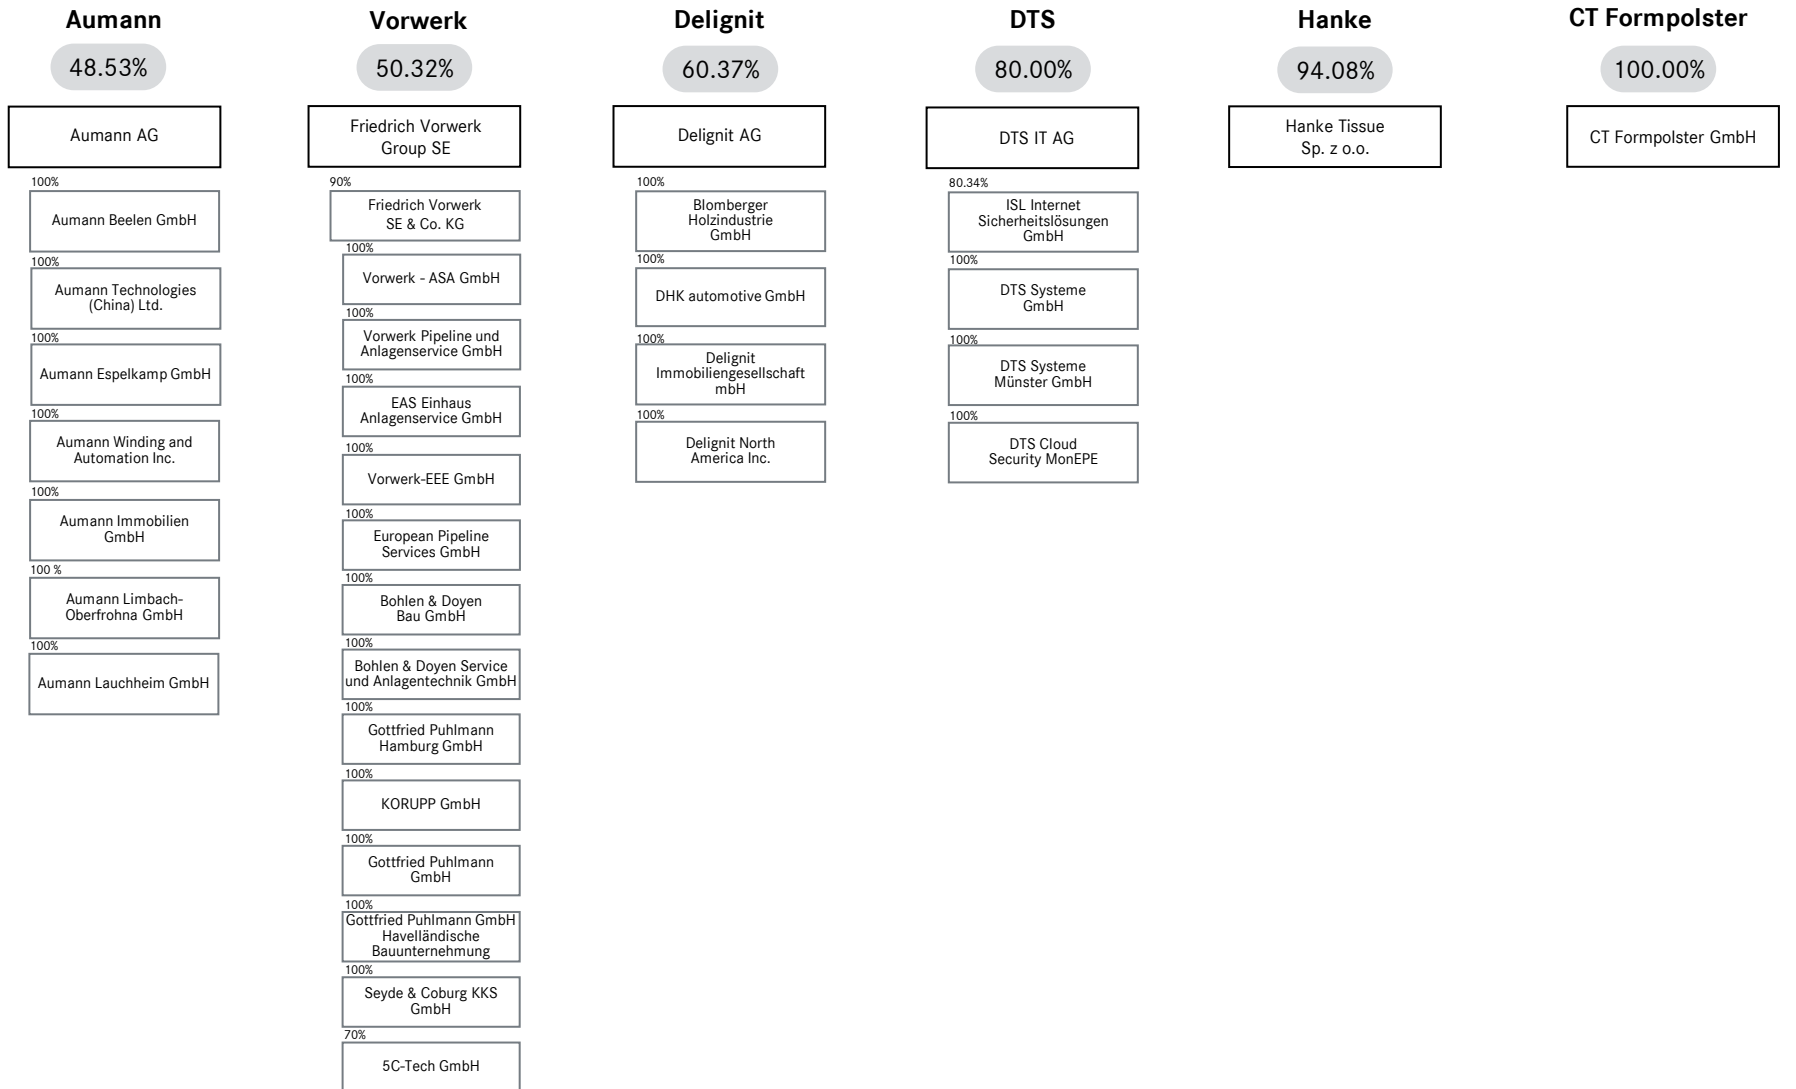 Aumann
48.53%
Aumann AG
100%
Aumann Beelen GmbH
100%
Aumann Technologies
(China) Ltd.
100%
Aumann Espelkamp GmbH
100%
Aumann Winding and
Automation Inc.
100%
Aumann Immobilien
GmbH
100 %
Aumann Limbach-
Oberfrohna GmbH
100%
Aumann Lauchheim GmbH
Vorwerk
50.32%
Friedrich Vorwerk
Group SE
90%
Friedrich Vorwerk
SE & Co. KG
100%
Vorwerk - ASA GmbH
100%
Vorwerk Pipeline und
Anlagenservice GmbH
100%
EAS Einhaus
Anlagenservice GmbH
100%
Vorwerk-EEE GmbH
100%
European Pipeline
Services GmbH
100%
Bohlen & Doyen
Bau GmbH
100%
Bohlen & Doyen Service
und Anlagentechnik GmbH
100%
Gottfried Puhlmann
Hamburg GmbH
100%
KORUPP GmbH
100%
Gottfried Puhlmann
GmbH
100%
Gottfried Puhlmann GmbH
Havelländische
Bauunternehmung
100%
Seyde & Coburg KKS
GmbH
70%
5C-Tech GmbH
Delignit
60.37%
Delignit AG
100%
Blomberger
Holzindustrie
GmbH
100%
DHK automotive GmbH
100%
Delignit
Immobiliengesellschaft
mbH
100%
Delignit North
America Inc.
DTS
80.00%
DTS IT AG
80.34%
ISL Internet
Sicherheitslösungen
GmbH
100%
DTS Systeme
GmbH
100%
DTS Systeme
Münster GmbH
100%
DTS Cloud
Security MonEPE
Hanke
94.08%
Hanke Tissue
Sp. z o.o.
CT Formpolster
100.00%
CT Formpolster GmbH